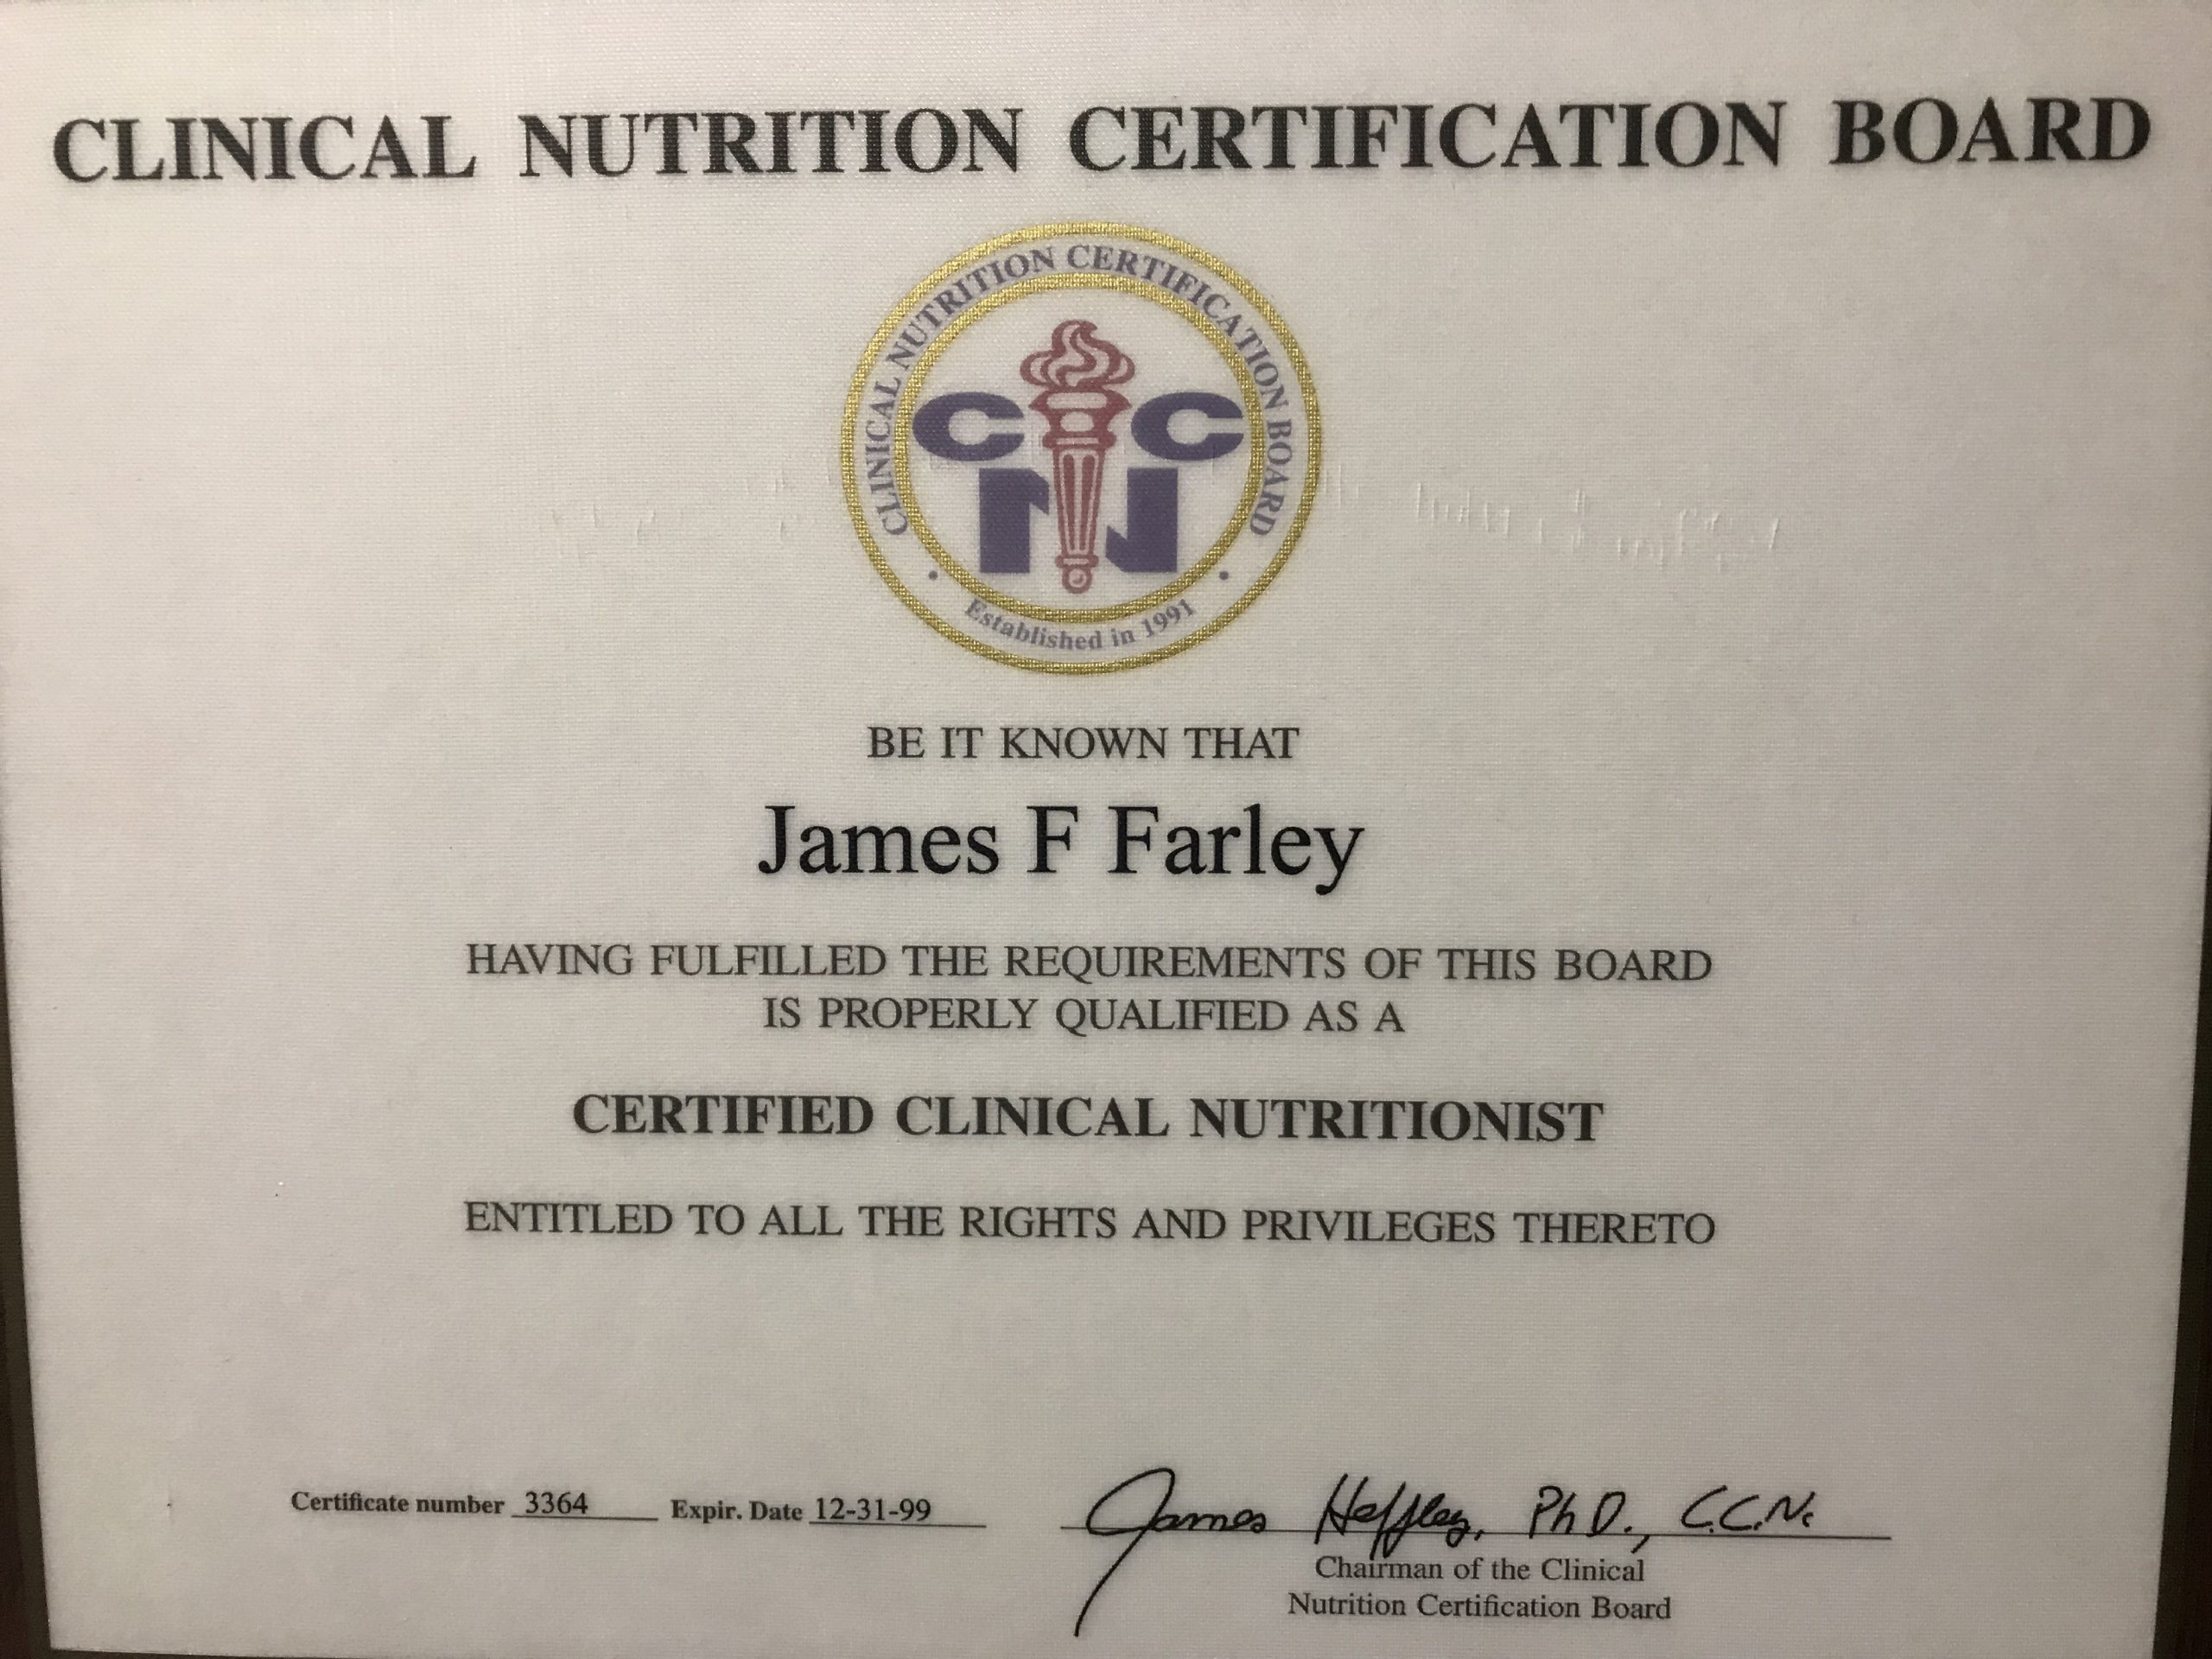 CLINICAL NUTRITION CERTIFICATION BOARD
CLINICAL NUTRITION CERTIFICATION BOARD
C C
N
Established in 1991
BE IT KNOWN THAT
James F Farley
HAVING FULFILLED THE REQUIREMENTS OF THIS BOARD
IS PROPERLY QUALIFIED AS A
CERTIFIED CLINICAL NUTRITIONIST
ENTITLED TO ALL THE RIGHTS AND PRIVILEGES THERETO
Certificate number 3364 Expir. Date 12-31-99
James Heffley, PhD., C.C.N.
Chairman of the Clinical
Nutrition Certification Board